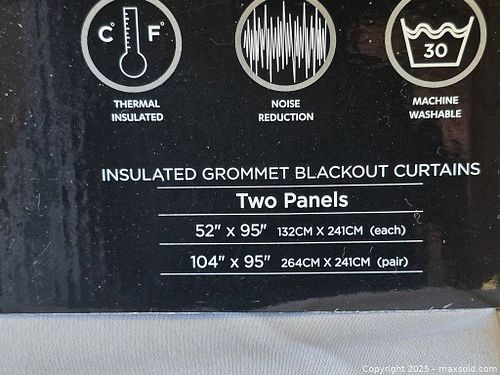 C° F°
30
THERMAL
INSULATED
NOISE
REDUCTION
MACHINE
WASHABLE
INSULATED GROMMET BLACKOUT CURTAINS
Two Panels
52" x 95" 132CM X 241CM (each)
104" x 95" 264CM X 241CM (pair)
Copyright © 2025 - maxsold.com